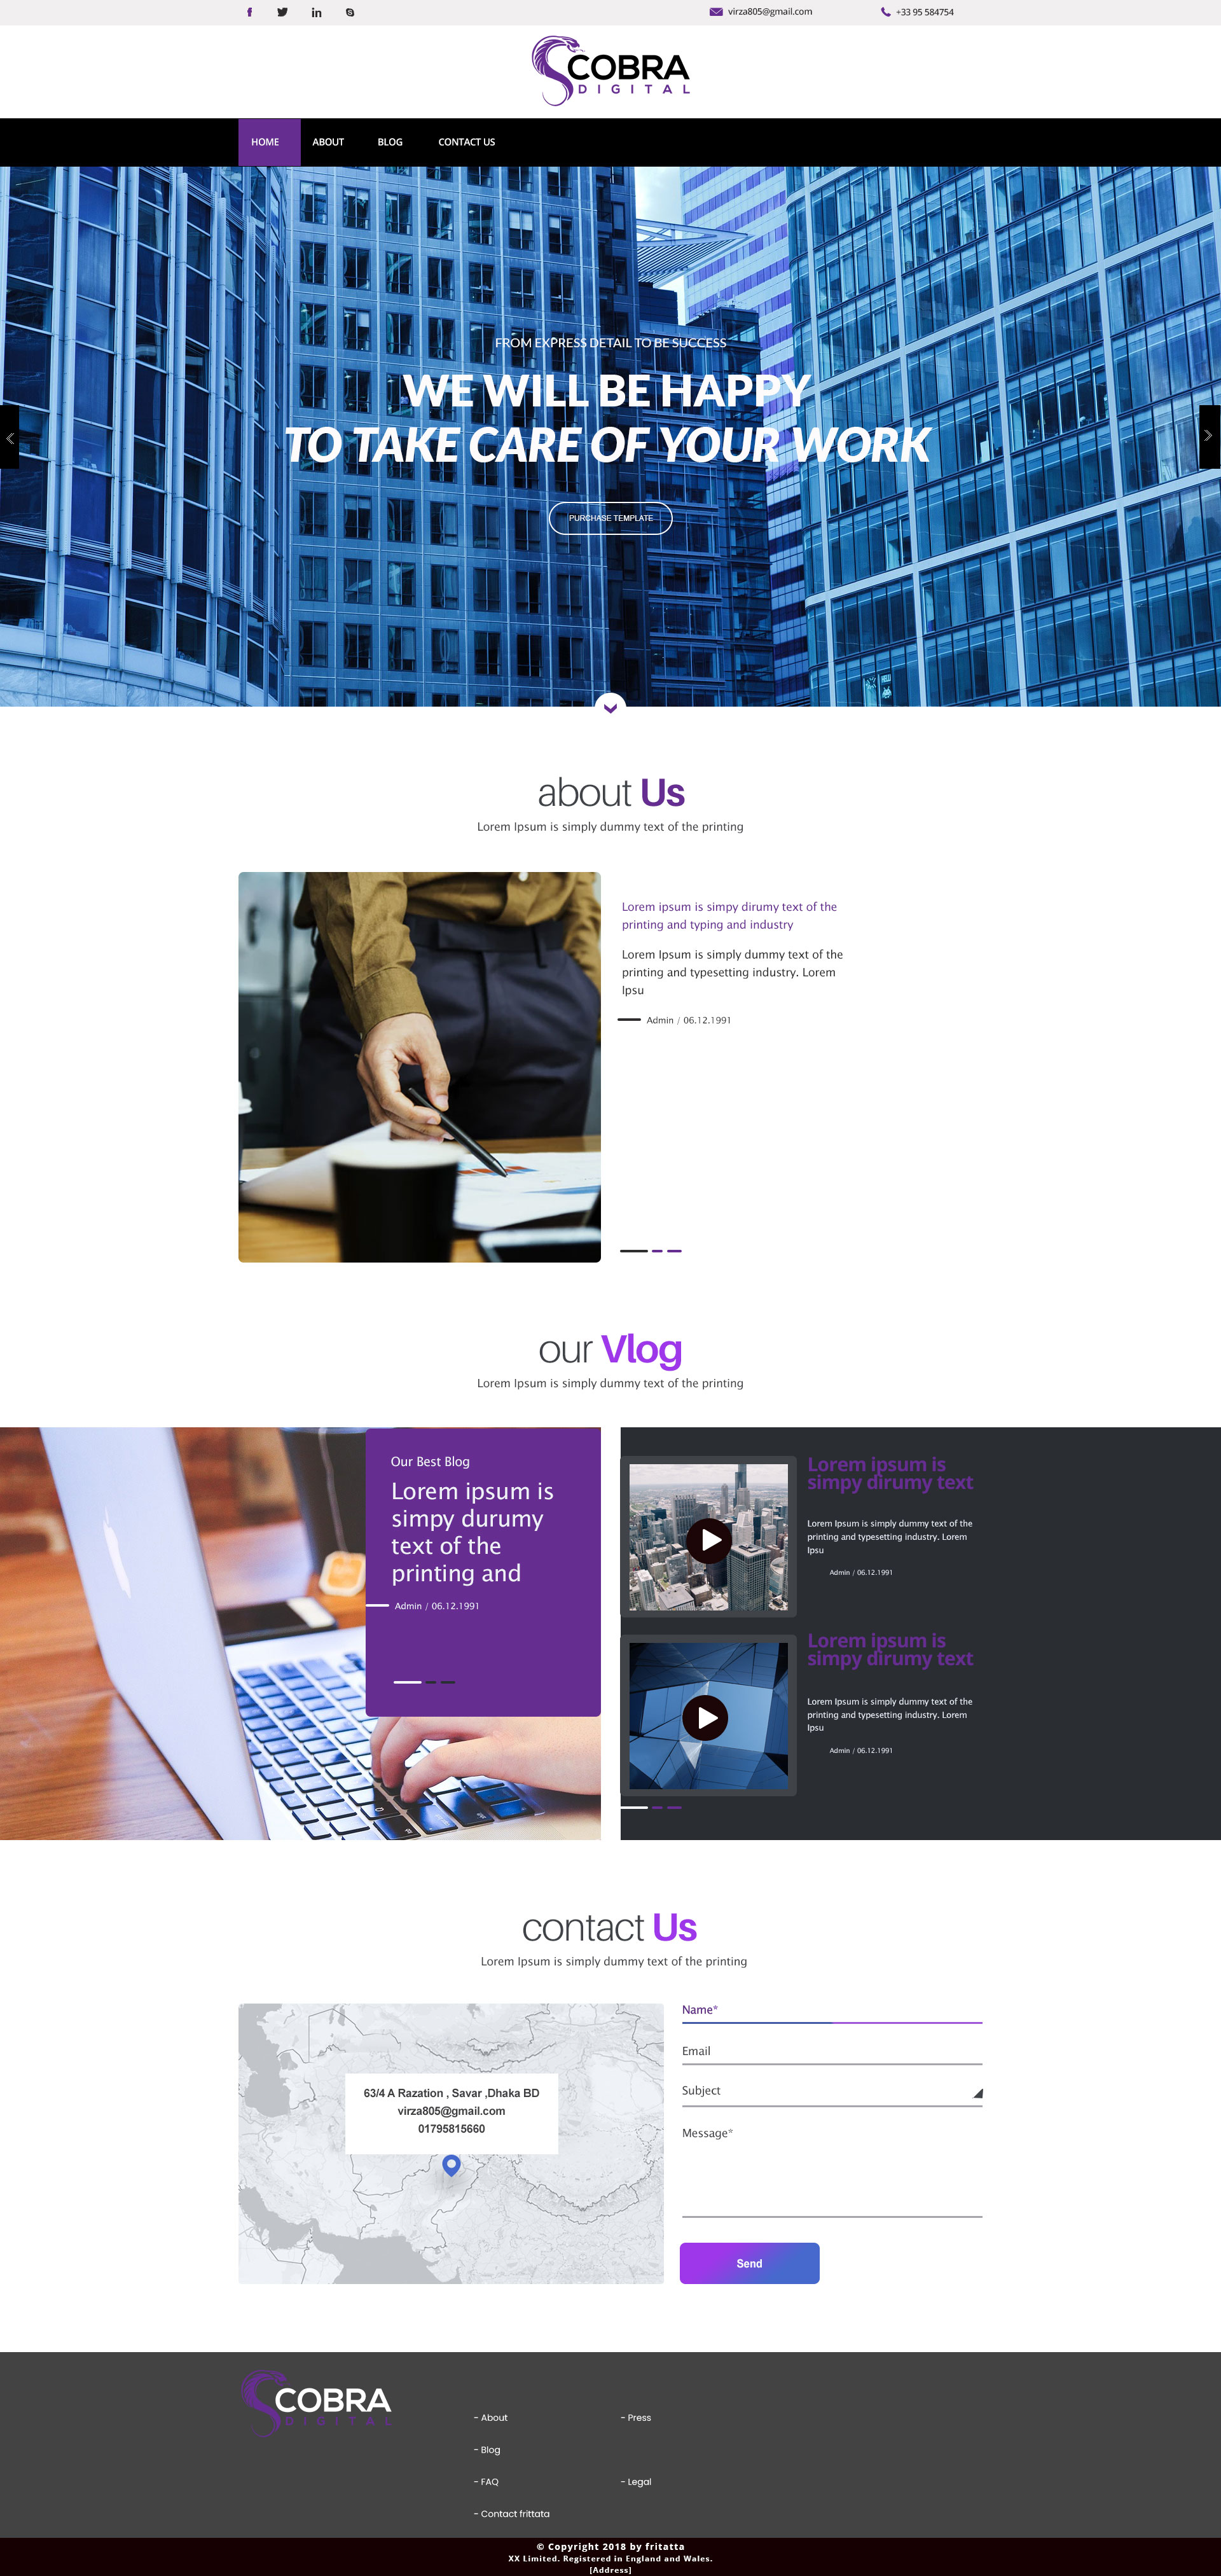 virza805@gmail.com
+33 95 584754
COBRA
DIGITAL
HOME ABOUT BLOG CONTACT US
FROM EXPRESS DETAIL TO BE SUCCESS
WE WILL BE HAPPY
TO TAKE CARE OF YOUR WORK
PURCHASE TEMPLATE
about Us
Lorem Ipsum is simply dummy text of the printing
Lorem ipsum is simpy dirumy text of the
printing and typing and industry
Lorem Ipsum is simply dummy text of the
printing and typesetting industry. Lorem
Ipsu
Admin / 06.12.1991
our Vlog
Lorem Ipsum is simply dummy text of the printing
Our Best Blog
Lorem ipsum is
simpy durumy
text of the
printing and
Admin / 06.12.1991
Lorem ipsum is
simpy dirumy text
Lorem Ipsum is simply dummy text of the
printing and typesetting industry. Lorem
Ipsu
Admin / 06.12.1991
Lorem ipsum is
simpy dirumy text
Lorem Ipsum is simply dummy text of the
printing and typesetting industry. Lorem
Ipsu
Admin / 06.12.1991
contact Us
Lorem Ipsum is simply dummy text of the printing
63/4 A Razation , Savar ,Dhaka BD
virza805@gmail.com
01795815660
Name*
Email
Subject
Message*
Send
COBRA
DIGITAL
- About
- Press
- Blog
- FAQ
- Legal
- Contact frittata
© Copyright 2018 by fritatta
XX Limited. Registered in England and Wales.
[Address]